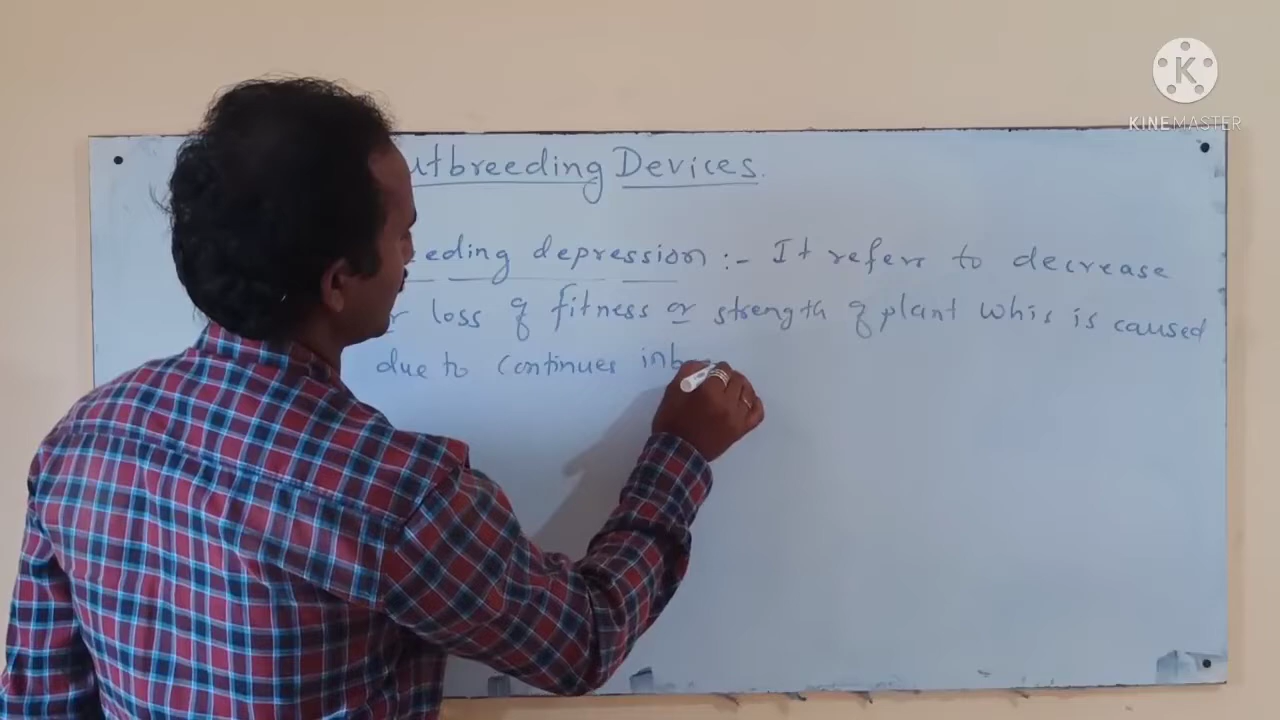 utbreeding Devices.
eding depression :- It refers to decrease
r loss of fitness or strength of plant whis is caused
due to continues inb
K
KINEMASTER